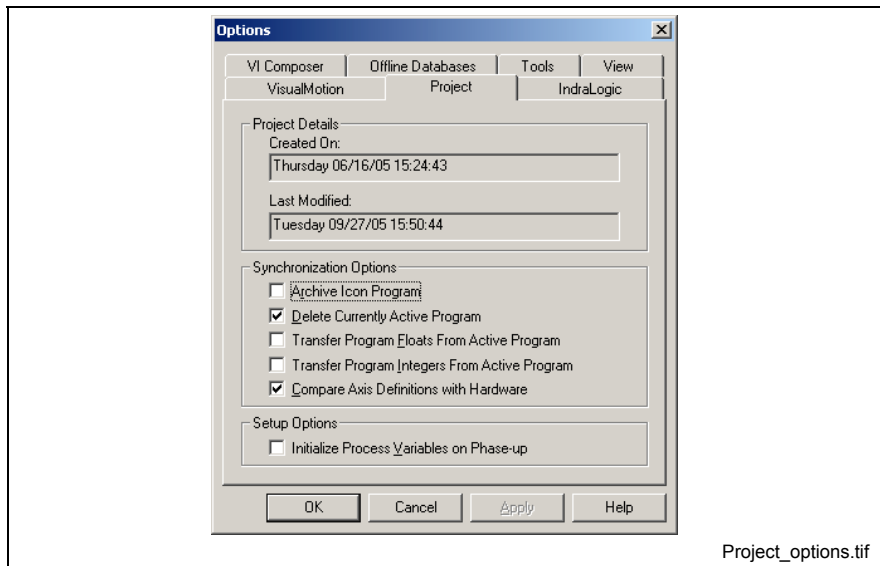 Options
VI Composer Offline Databases Tools View
VisualMotion Project IndraLogic
Project Details
Created On:
Thursday 06/16/05 15:24:43
Last Modified:
Tuesday 09/27/05 15:50:44
Synchronization Options
Archive Icon Program
Delete Currently Active Program
Transfer Program Floats From Active Program
Transfer Program Integers From Active Program
Compare Axis Definitions with Hardware
Setup Options
Initialize Process Variables on Phase-up
OK Cancel Apply Help
Project_options.tif